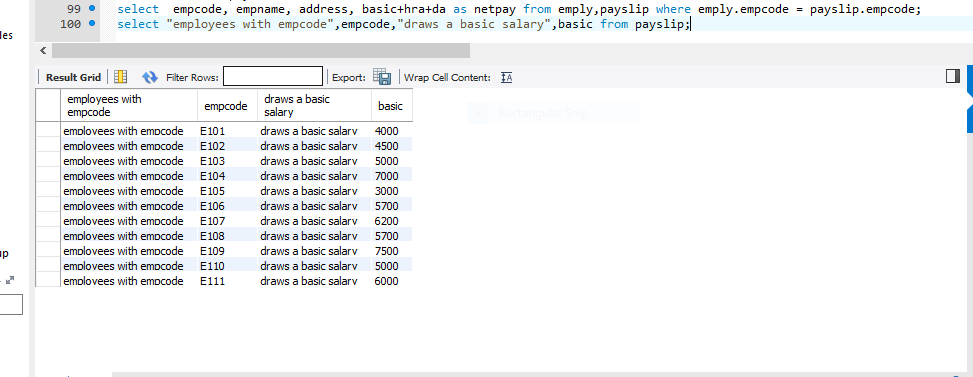 99 select empcode, empname, address, basic+hra+da as netpay from emply,payslip where emply.empcode = payslip.empcode;
100 select "employees with empcode",empcode,"draws a basic salary",basic from payslip;
les
Result Grid Filter Rows: Export: Wrap Cell Content: IA
employees with empcode empcode draws a basic salary basic
employees with empcode E101 draws a basic salary 4000
employees with empcode E102 draws a basic salary 4500
employees with empcode E103 draws a basic salary 5000
employees with empcode E104 draws a basic salary 7000
employees with empcode E105 draws a basic salary 3000
employees with empcode E106 draws a basic salary 5700
employees with empcode E107 draws a basic salary 6200
employees with empcode E108 draws a basic salary 5700
employees with empcode E109 draws a basic salary 7500
employees with empcode E110 draws a basic salary 5000
employees with empcode E111 draws a basic salary 6000
up
Rectangular Snip